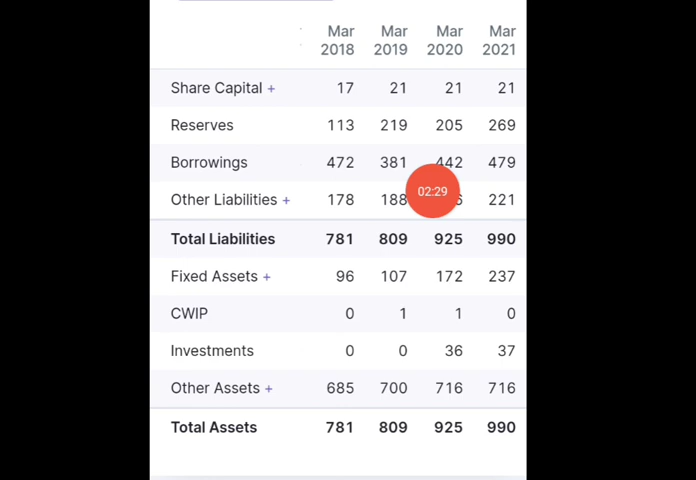 Mar Mar Mar Mar
2018 2019 2020 2021
Share Capital + 17 21 21 21
Reserves 113 219 205 269
Borrowings 472 381 442 479
02:29
Other Liabilities + 178 188 221
Total Liabilities 781 809 925 990
Fixed Assets + 96 107 172 237
CWIP 0 1 1 0
Investments 0 0 36 37
Other Assets + 685 700 716 716
Total Assets 781 809 925 990